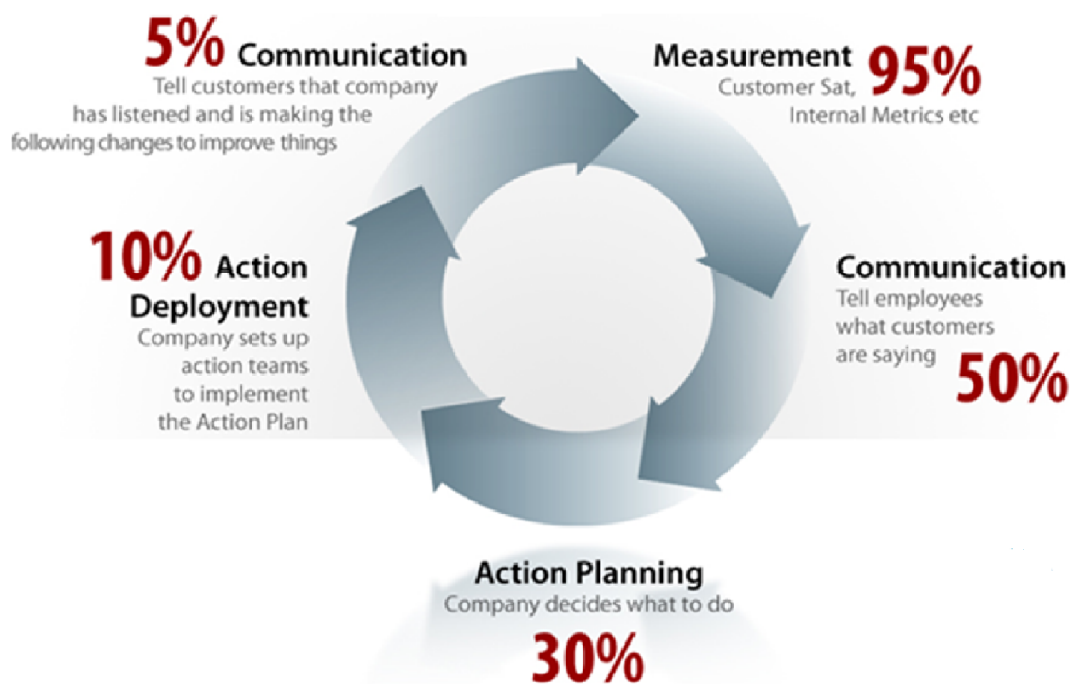 5% Communication
Tell customers that company
has listened and is making the
following changes to improve things
Measurement 95%
Customer Sat,
Internal Metrics etc
Communication
Tell employees
what customers
are saying 50%
Action Planning
Company decides what to do
30%
10% Action
Deployment
Company sets up
action teams
to implement
the Action Plan